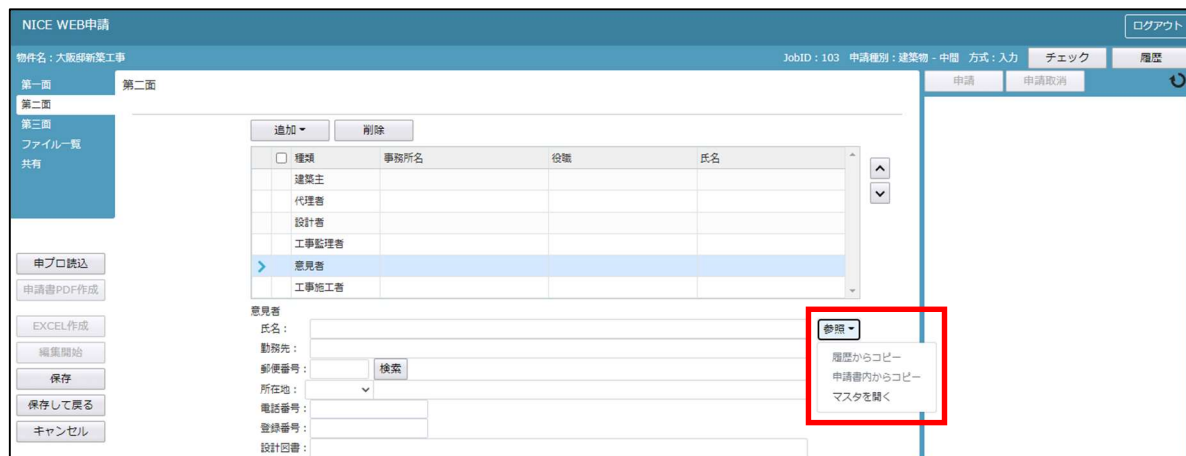 NICE WEB申請
ログアウト
物件名：大阪邸新築工事
JobID：103 申請種別：建築物 - 中間 方式：入力
チェック
履歴
第一面
第二面
第三面
ファイル一覧
共有
第二面
申請
申請取消
追加
削除
種類 事務所名 役職 氏名
建築主
代理者
設計者
工事監理者
意見者
工事施工者
申プロ読込
申請書PDF作成
EXCEL作成
編集開始
保存
保存して戻る
キャンセル
意見者
氏名：
勤務先：
郵便番号： 検索
所在地：
電話番号：
登録番号：
設計図書：
参照
履歴からコピー
申請書内からコピー
マスタを開く